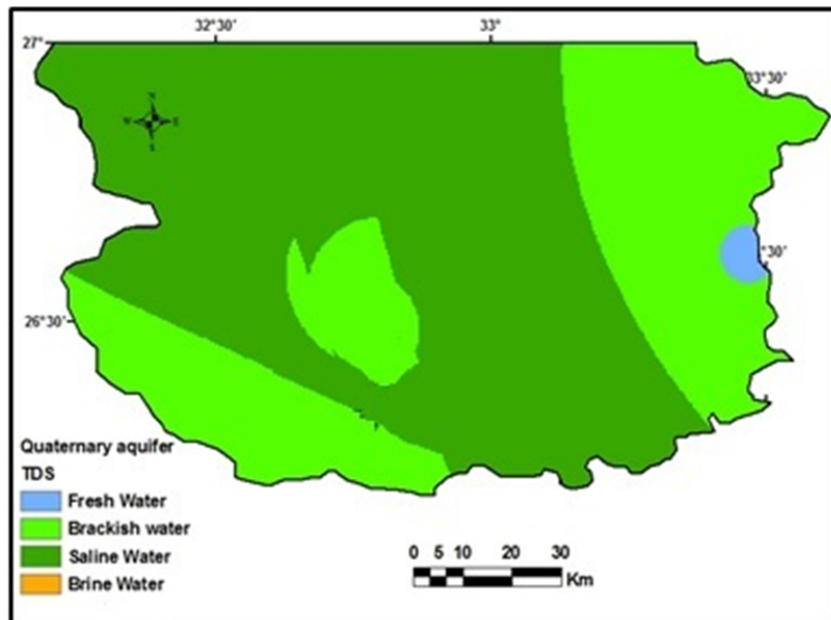 32°30'
33°
27°
33°30'
N
W E
S
°30'
26°30'
Quaternary aquifer
TDS
Fresh Water
Brackish water
Saline Water
Brine Water
0 5 10 20 30
Km